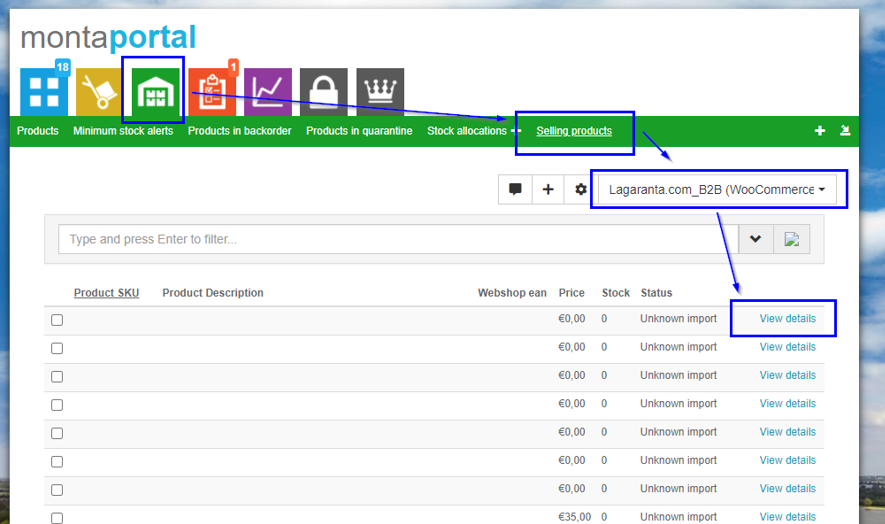 montaportal
18
1
Products Minimum stock alerts Products in backorder Products in quarantine Stock allocations Selling products
Lagaranta.com_B2B (WooCommerce
Type and press Enter to filter...
Product SKU Product Description Webshop ean Price Stock Status
€0,00 0 Unknown import View details
€0,00 0 Unknown import View details
€0,00 0 Unknown import View details
€0,00 0 Unknown import View details
€0,00 0 Unknown import View details
€0,00 0 Unknown import View details
€0,00 0 Unknown import View details
€35,00 0 Unknown import View details